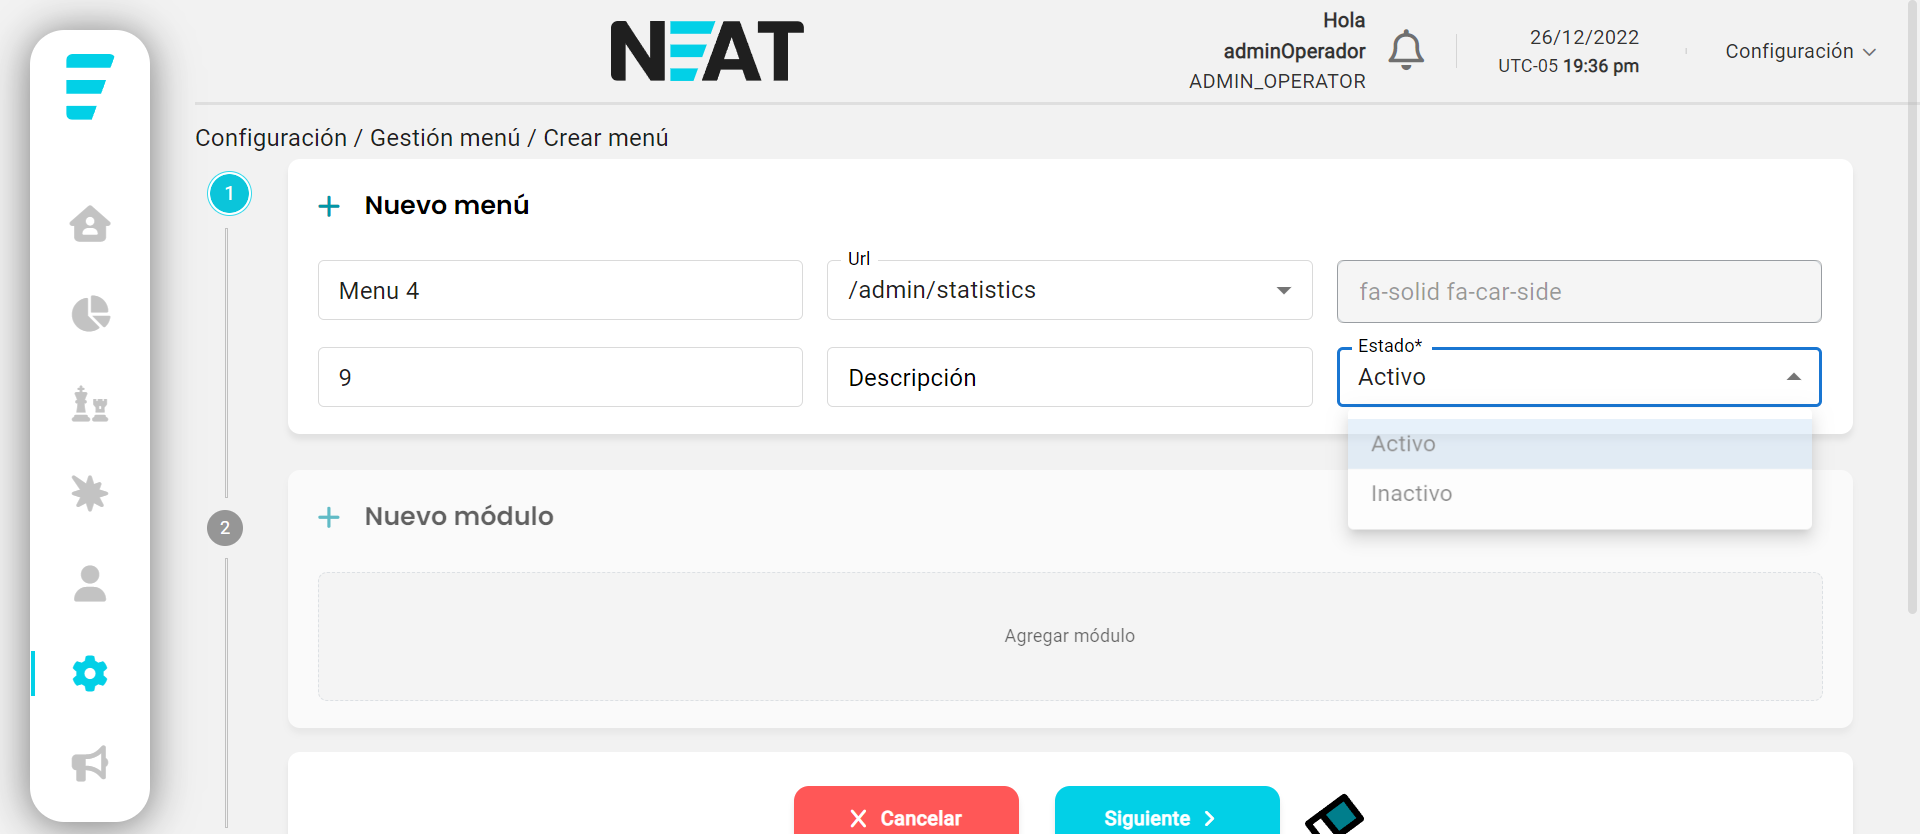 NEAT
Hola
adminOperador
ADMIN_OPERATOR
26/12/2022
UTC-05 19:36 pm
Configuración
Configuración / Gestión menú / Crear menú
1
Nuevo menú
Url
Menu 4
/admin/statistics
fa-solid fa-car-side
Estado*
9
Descripción
Activo
Activo
Inactivo
2
Nuevo módulo
Agregar módulo
Cancelar
Siguiente